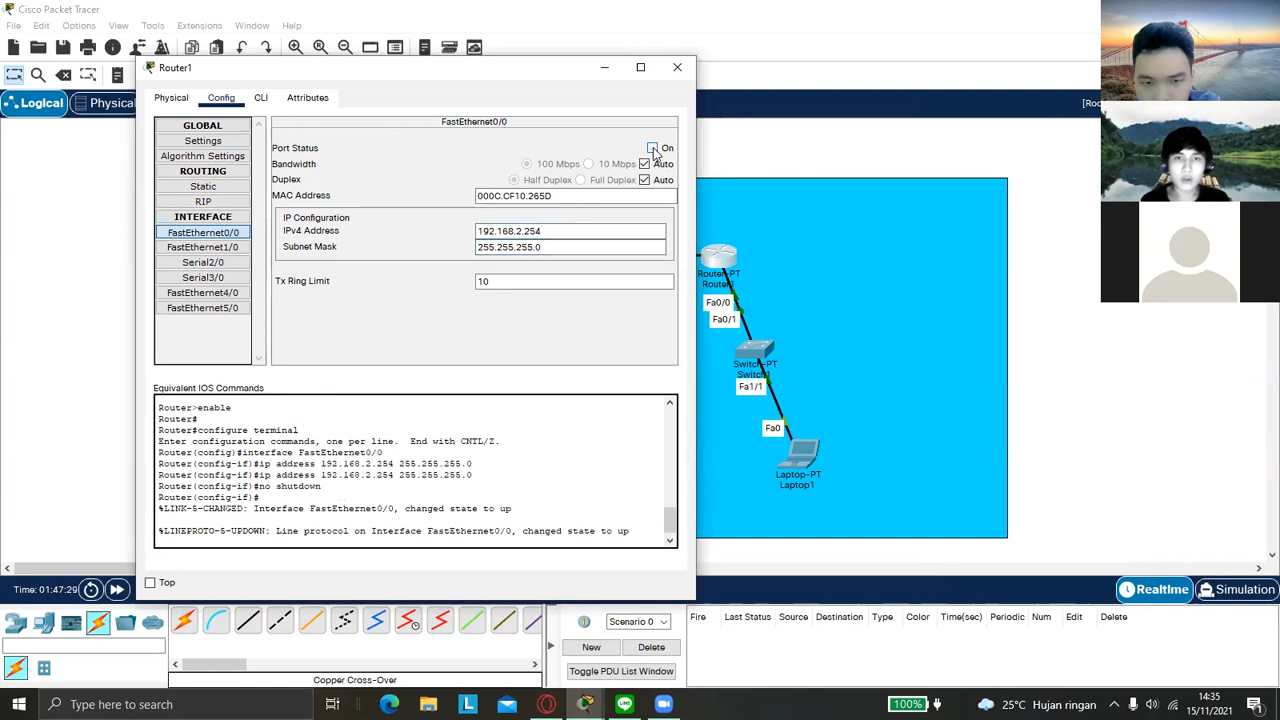 Cisco Packet Tracer
File Edit Options View Tools Extensions Window Help
Logical
Physical
[Roo
Router1
Physical Config CLI Attributes
GLOBAL
Settings
Algorithm Settings
ROUTING
Static
RIP
INTERFACE
FastEthernet0/0
FastEthernet1/0
Serial2/0
Serial3/0
FastEthernet4/0
FastEthernet5/0
FastEthernet0/0
Port Status On
Bandwidth 100 Mbps 10 Mbps Auto
Duplex Half Duplex Full Duplex Auto
MAC Address 000C.CF10.265D
IP Configuration
IPv4 Address 192.168.2.254
Subnet Mask 255.255.255.0
Tx Ring Limit 10
Equivalent IOS Commands
Router>enable
Router#
Router#configure terminal
Enter configuration commands, one per line. End with CNTL/Z.
Router(config)#interface FastEthernet0/0
Router(config-if)#ip address 192.168.2.254 255.255.255.0
Router(config-if)#ip address 192.168.2.254 255.255.255.0
Router(config-if)#no shutdown
Router(config-if)#
%LINK-5-CHANGED: Interface FastEthernet0/0, changed state to up
%LINEPROTO-5-UPDOWN: Line protocol on Interface FastEthernet0/0, changed state to up
Top
Router-PT
Router1
Fa0/0
Fa0/1
Switch-PT
Switch1
Fa1/1
Fa0
Laptop-PT
Laptop1
Time: 01:47:29
Realtime
Simulation
Scenario 0
New Delete
Toggle PDU List Window
Fire Last Status Source Destination Type Color Time(sec) Periodic Num Edit Delete
Copper Cross-Over
Type here to search
100%
25°C Hujan ringan
14:35
15/11/2021